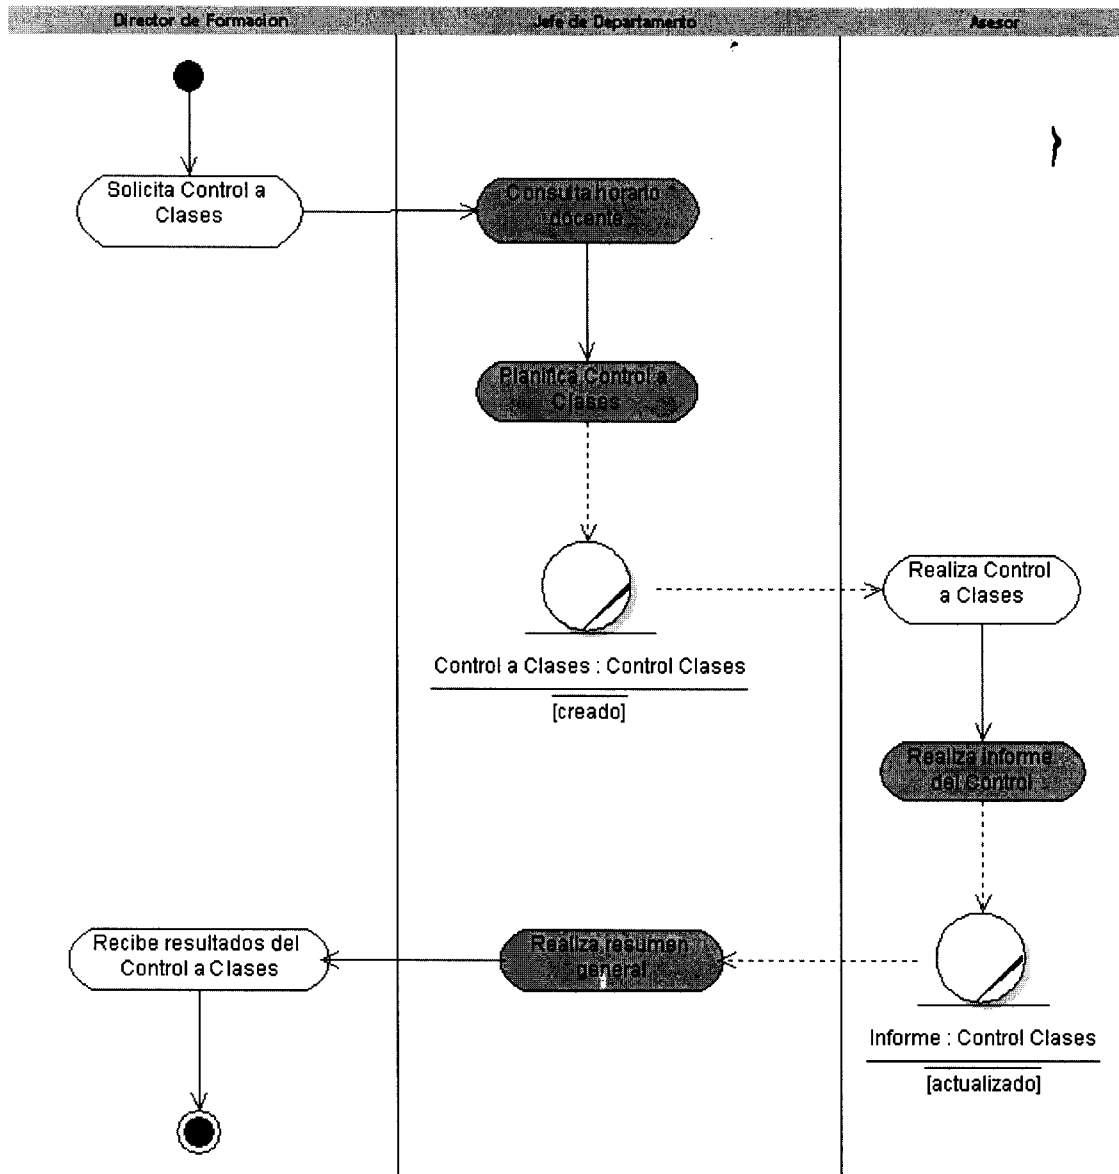 Director de Formacion
Jefe de Departamento
Asesor
Solicita Control a
Clases
Consulta horario
docente
Planifica Control a
Clases
Realiza Control
a Clases
Control a Clases : Control Clases
[creado]
Realiza Informe
del Control
Recibe resultados del
Control a Clases
Realiza resumen
general
Informe : Control Clases
[actualizado]